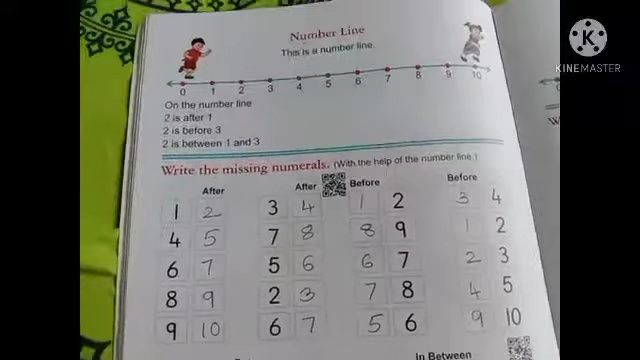 Number Line
This is a number line.
0 1 2 3 4 5 6 7 8 9 10
On the number line
2 is after 1
2 is before 3
2 is between 1 and 3
Write the missing numerals. (With the help of the number line.)
After After Before Before
1 2 3 4 1 2 3 4
4 5 7 8 8 9 1 2
6 7 5 6 6 7 2 3
8 9 2 3 7 8 4 5
9 10 6 7 5 6 9 10
In Between
KINEMASTER